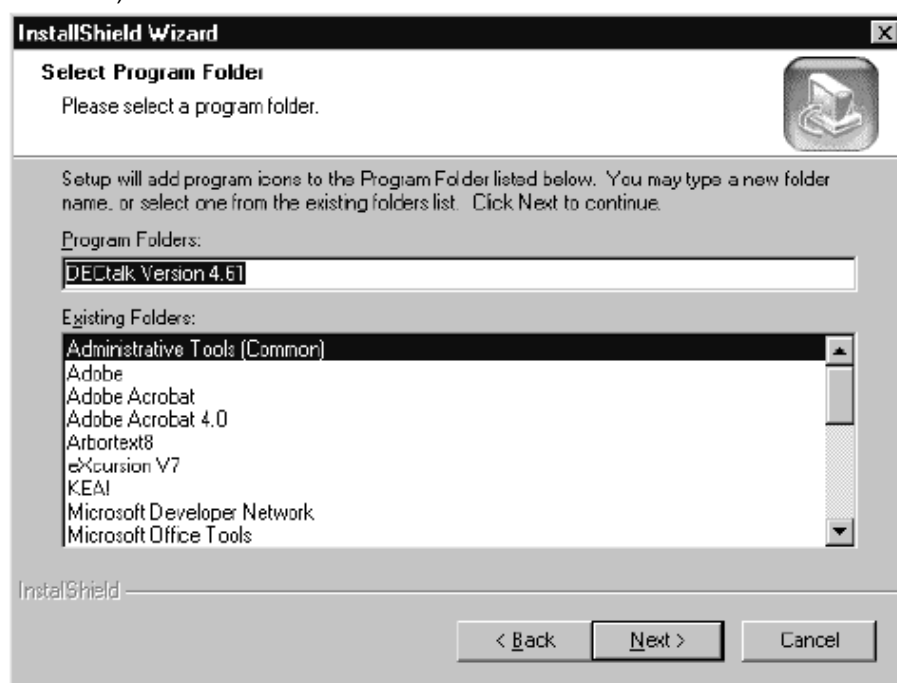 InstallShield Wizard
Select Program Folder
Please select a program folder.
Setup will add program icons to the Program Folder listed below. You may type a new folder
name, or select one from the existing folders list. Click Next to continue.
Program Folders:
DECtalk Version 4.61
Existing Folders:
Administrative Tools (Common)
Adobe
Adobe Acrobat
Adobe Acrobat 4.0
Arbortext8
eXcursion V7
KEA!
Microsoft Developer Network
Microsoft Office Tools
InstallShield
< Back
Next >
Cancel